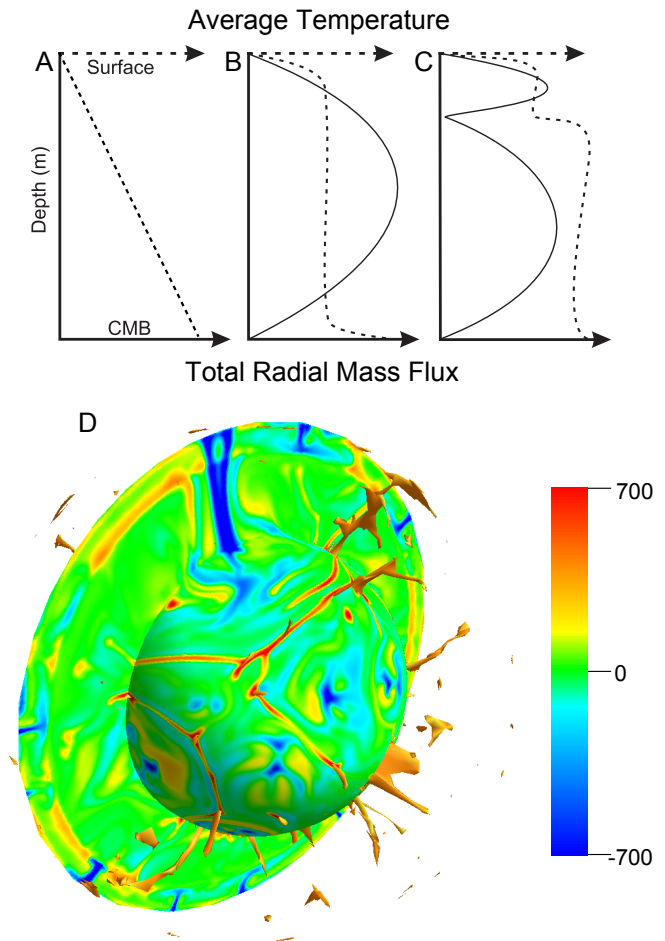 Average Temperature
A
B
C
Surface
Depth (m)
CMB
Total Radial Mass Flux
D
700
0
-700